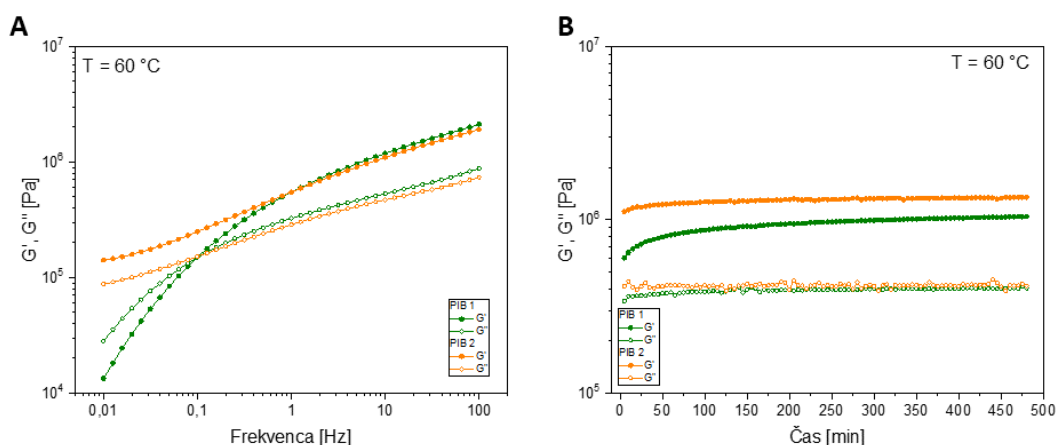 A
T = 60 °C
G', G'' [Pa]
10⁷
10⁶
10⁵
10⁴
0,01 0,1 1 10 100
Frekvenca [Hz]
PIB 1
G'
G''
PIB 2
G'
G''
B
T = 60 °C
G', G'' [Pa]
10⁷
10⁶
10⁵
0 50 100 150 200 250 300 350 400 450 500
Čas [min]
PIB 1
G'
G''
PIB 2
G'
G''